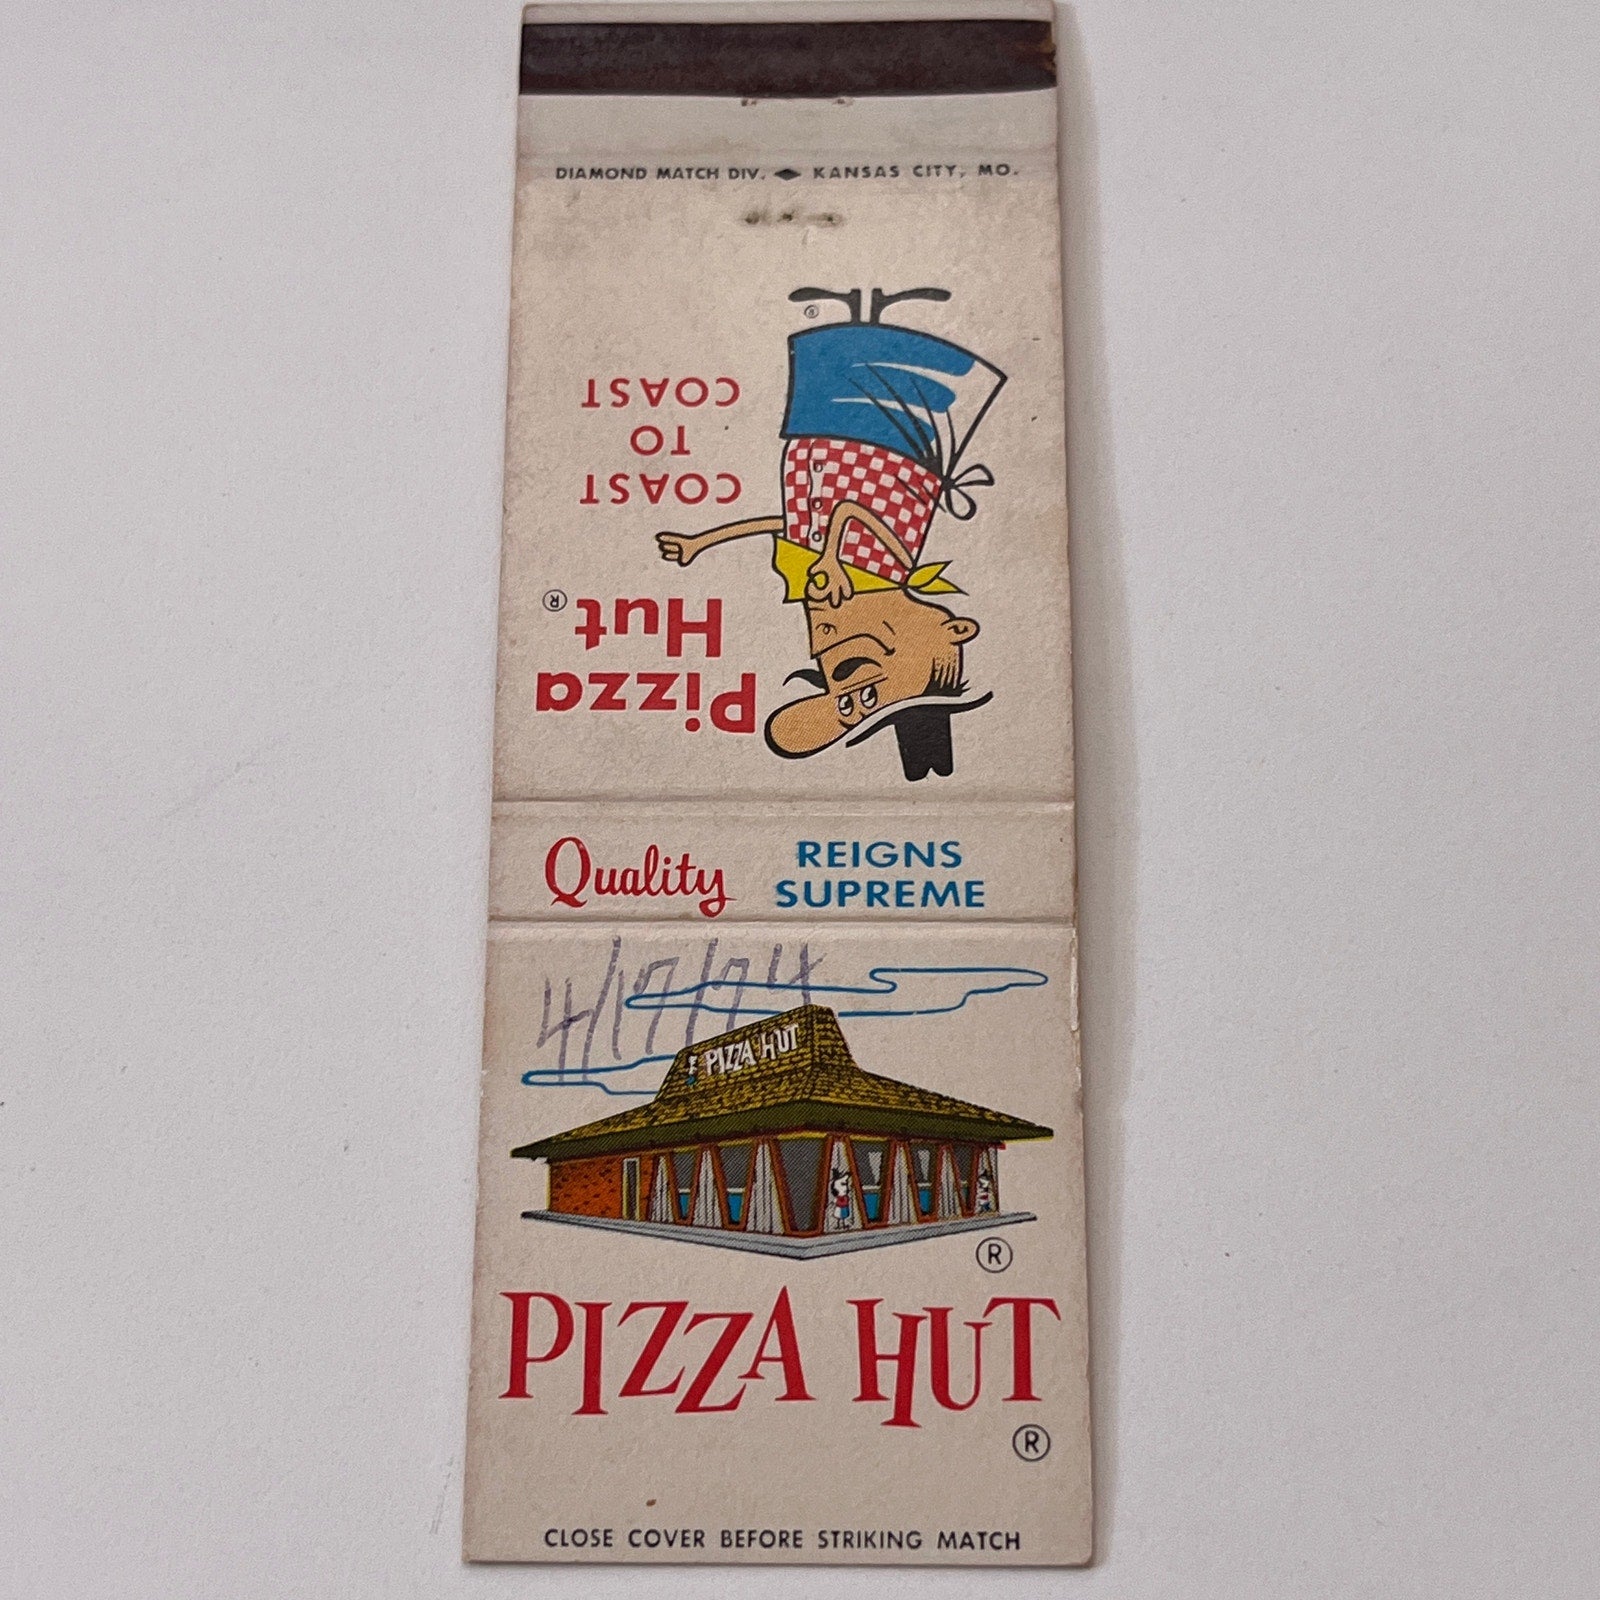 DIAMOND MATCH DIV. ◆ KANSAS CITY, MO.
Pizza
Hut ®
COAST
TO
COAST
®
Quality REIGNS
SUPREME
4/17/74
PIZZA HUT
®
PIZZA HUT
®
CLOSE COVER BEFORE STRIKING MATCH